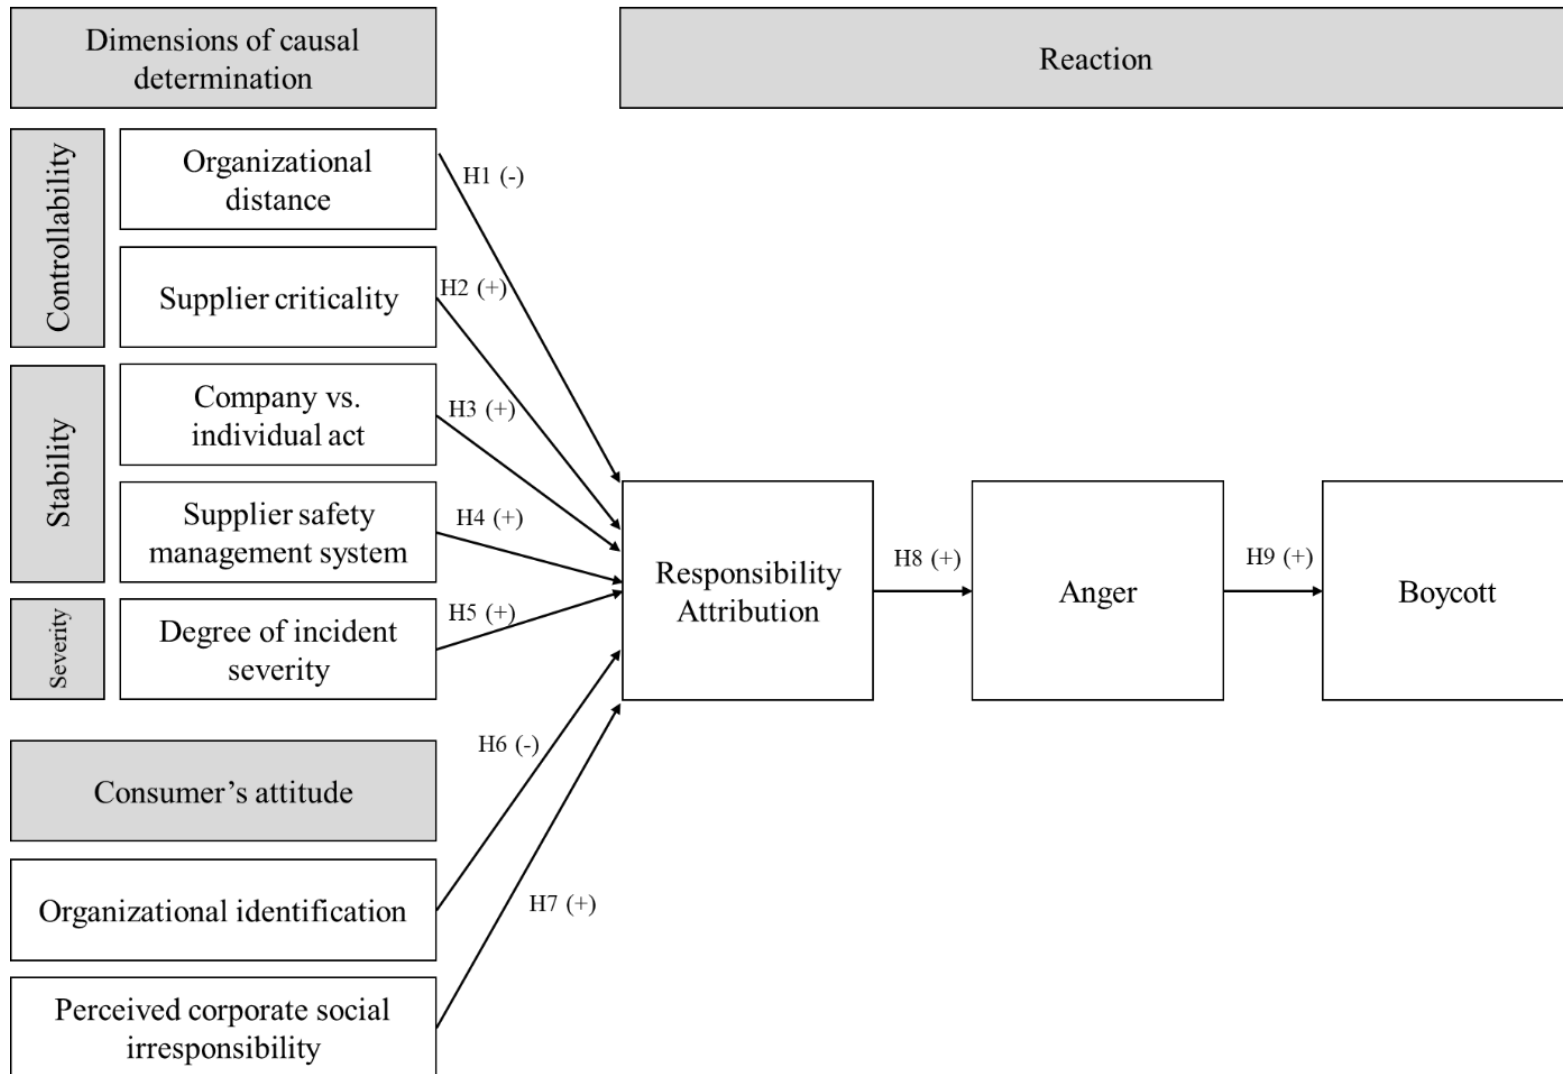 Dimensions of causal
determination
Reaction
Controllability
Organizational
distance
H1 (-)
Supplier criticality
H2 (+)
Stability
Company vs.
individual act
H3 (+)
Supplier safety
management system
H4 (+)
Severity
Degree of incident
severity
H5 (+)
Responsibility
Attribution
H8 (+)
Anger
H9 (+)
Boycott
Consumer’s attitude
H6 (-)
Organizational identification
H7 (+)
Perceived corporate social
irresponsibility